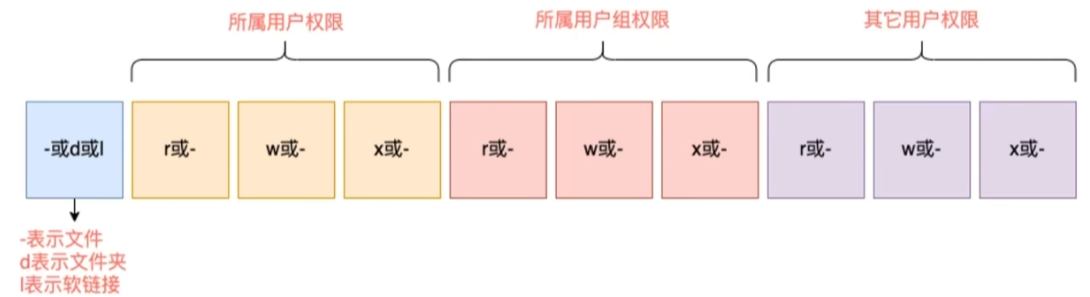 所属用户权限
所属用户组权限
其它用户权限
-或d或l
r或-
w或-
x或-
r或-
w或-
x或-
r或-
w或-
x或-
-表示文件
d表示文件夹
l表示软链接